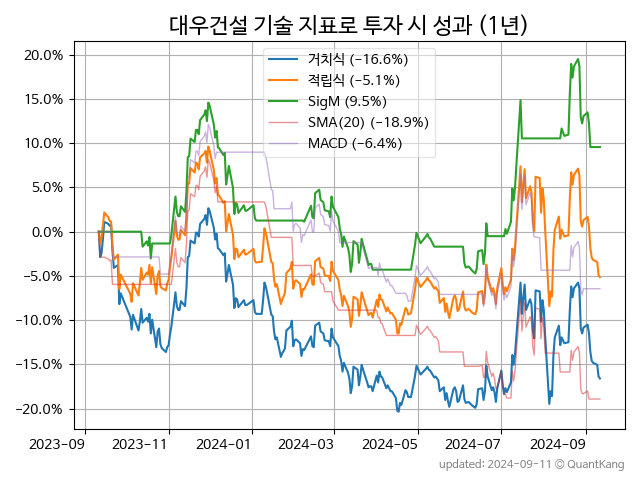 대우건설 기술 지표로 투자 시 성과 (1년)
거치식 (−16.6%)
적립식 (−5.1%)
SigM (9.5%)
SMA(20) (−18.9%)
MACD (−6.4%)
20.0%
15.0%
10.0%
5.0%
0.0%
−5.0%
−10.0%
−15.0%
−20.0%
2023-09 2023-11 2024-01 2024-03 2024-05 2024-07 2024-09
updated: 2024-09-11 © QuantKang